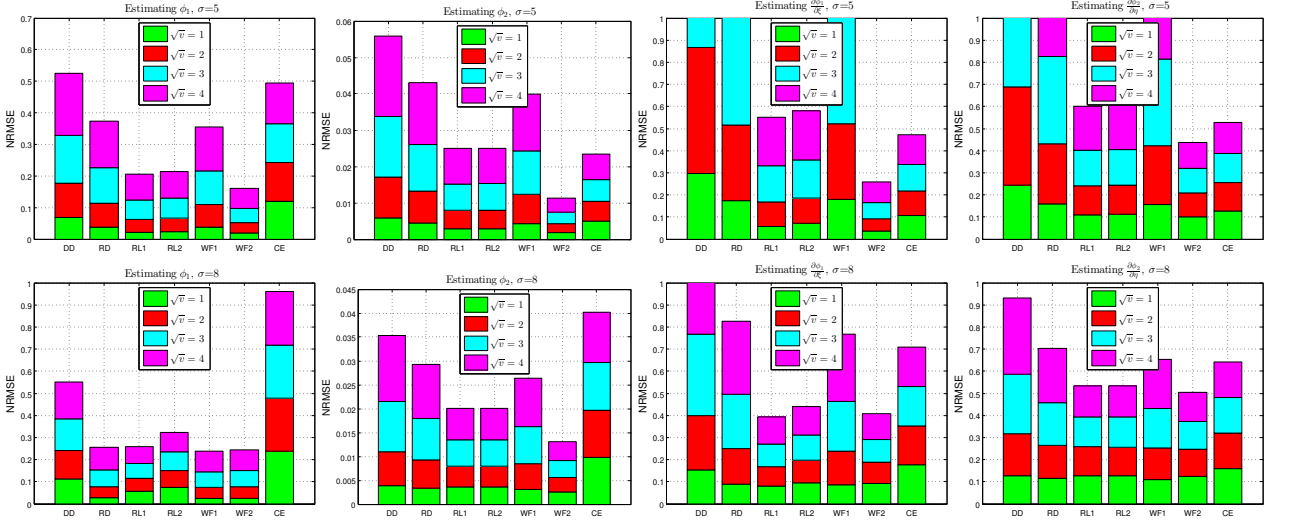 Estimating ϕ₁, σ=5
0.7
0.6
0.5
0.4
0.3
0.2
0.1
0
NRMSE
√v = 1
√v = 2
√v = 3
√v = 4
DD RD RL1 RL2 WF1 WF2 CE
Estimating ϕ₂, σ=5
0.06
0.05
0.04
0.03
0.02
0.01
0
NRMSE
√v = 1
√v = 2
√v = 3
√v = 4
DD RD RL1 RL2 WF1 WF2 CE
Estimating ∂ϕ₁/∂ξ, σ=5
1
0.9
0.8
0.7
0.6
0.5
0.4
0.3
0.2
0.1
0
NRMSE
√v = 1
√v = 2
√v = 3
√v = 4
DD RD RL1 RL2 WF1 WF2 CE
Estimating ∂ϕ₂/∂η, σ=5
1
0.9
0.8
0.7
0.6
0.5
0.4
0.3
0.2
0.1
0
NRMSE
√v = 1
√v = 2
√v = 3
√v = 4
DD RD RL1 RL2 WF1 WF2 CE
Estimating ϕ₁, σ=8
1
0.9
0.8
0.7
0.6
0.5
0.4
0.3
0.2
0.1
0
NRMSE
√v = 1
√v = 2
√v = 3
√v = 4
DD RD RL1 RL2 WF1 WF2 CE
Estimating ϕ₂, σ=8
0.045
0.04
0.035
0.03
0.025
0.02
0.015
0.01
0.005
0
NRMSE
√v = 1
√v = 2
√v = 3
√v = 4
DD RD RL1 RL2 WF1 WF2 CE
Estimating ∂ϕ₁/∂ξ, σ=8
1
0.9
0.8
0.7
0.6
0.5
0.4
0.3
0.2
0.1
0
NRMSE
√v = 1
√v = 2
√v = 3
√v = 4
DD RD RL1 RL2 WF1 WF2 CE
Estimating ∂ϕ₂/∂η, σ=8
1
0.9
0.8
0.7
0.6
0.5
0.4
0.3
0.2
0.1
0
NRMSE
√v = 1
√v = 2
√v = 3
√v = 4
DD RD RL1 RL2 WF1 WF2 CE